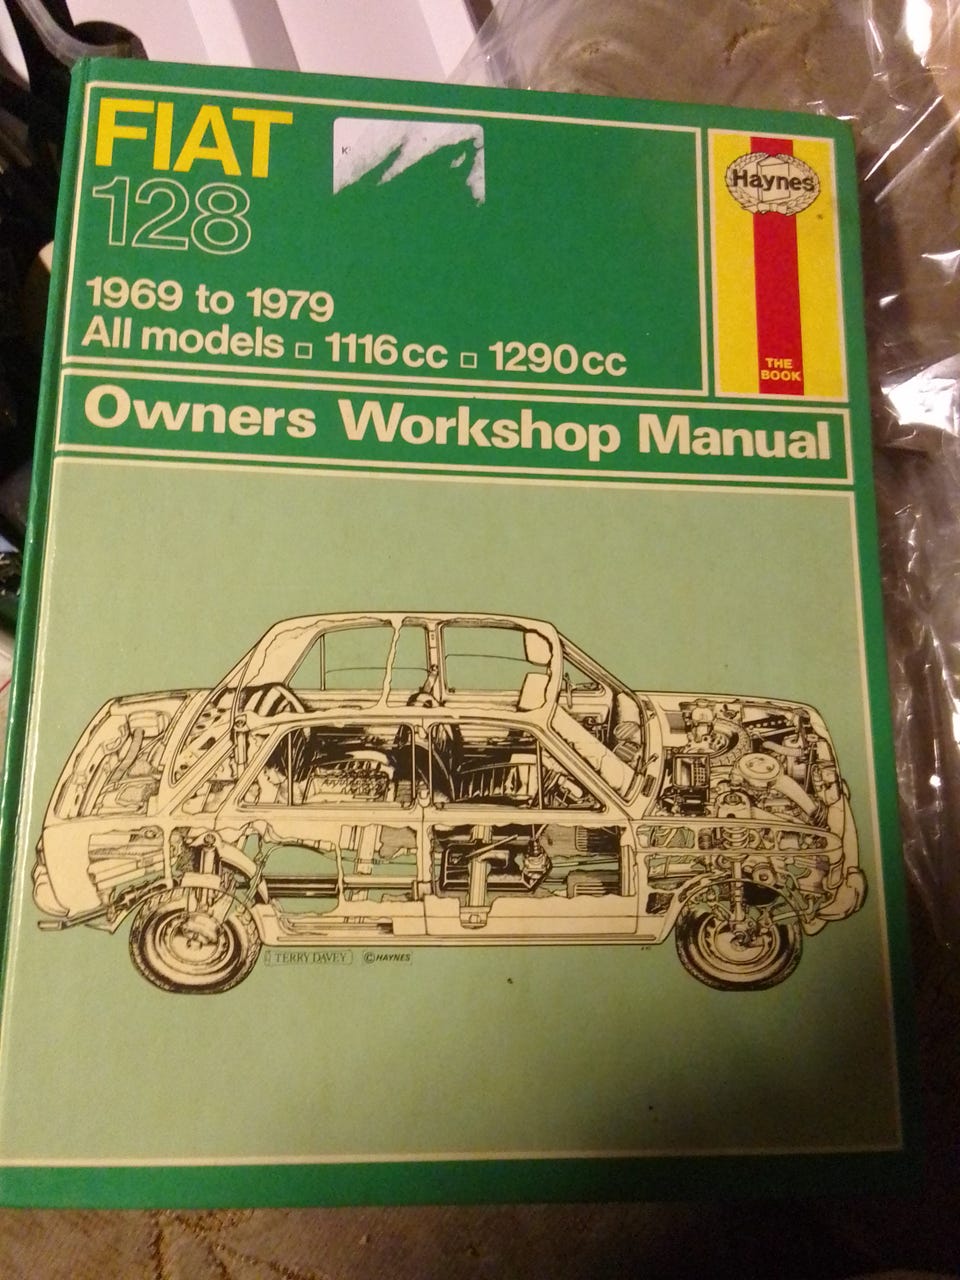 FIAT
128
1969 to 1979
All models □ 1116cc □ 1290cc
Haynes
®
THE
BOOK
Owners Workshop Manual
TERRY DAVEY © HAYNES